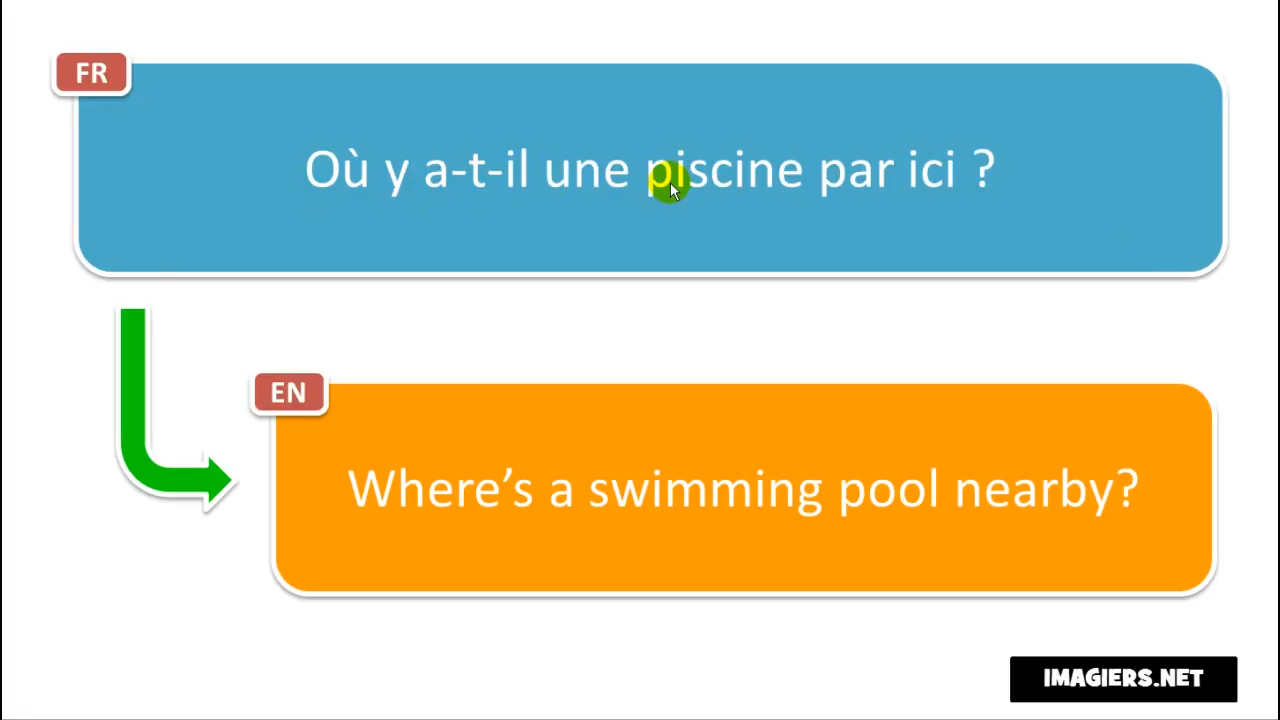 FR
Où y a-t-il une piscine par ici ?
EN
Where’s a swimming pool nearby?
IMAGIERS.NET